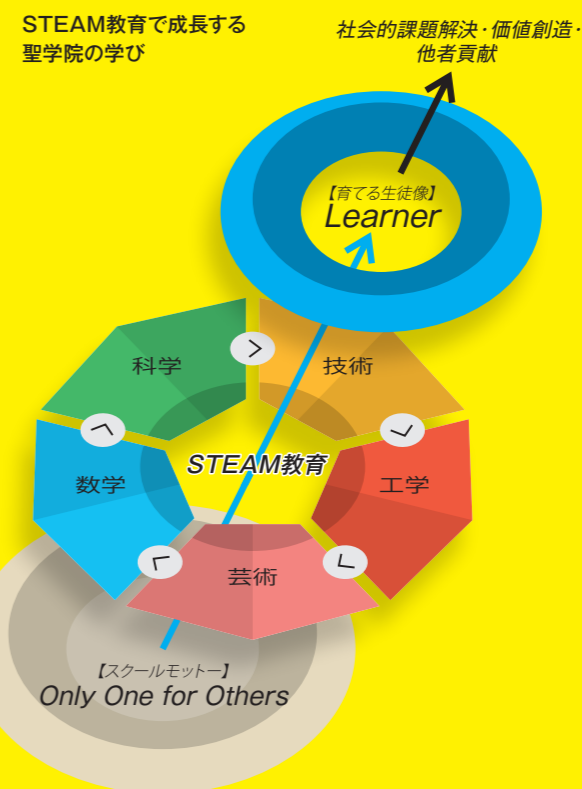 STEAM教育で成長する
聖学院の学び
社会的課題解決・価値創造・
他者貢献
【育てる生徒像】
Learner
科学
技術
STEAM教育
数学
工学
芸術
【スクールモットー】
Only One for Others